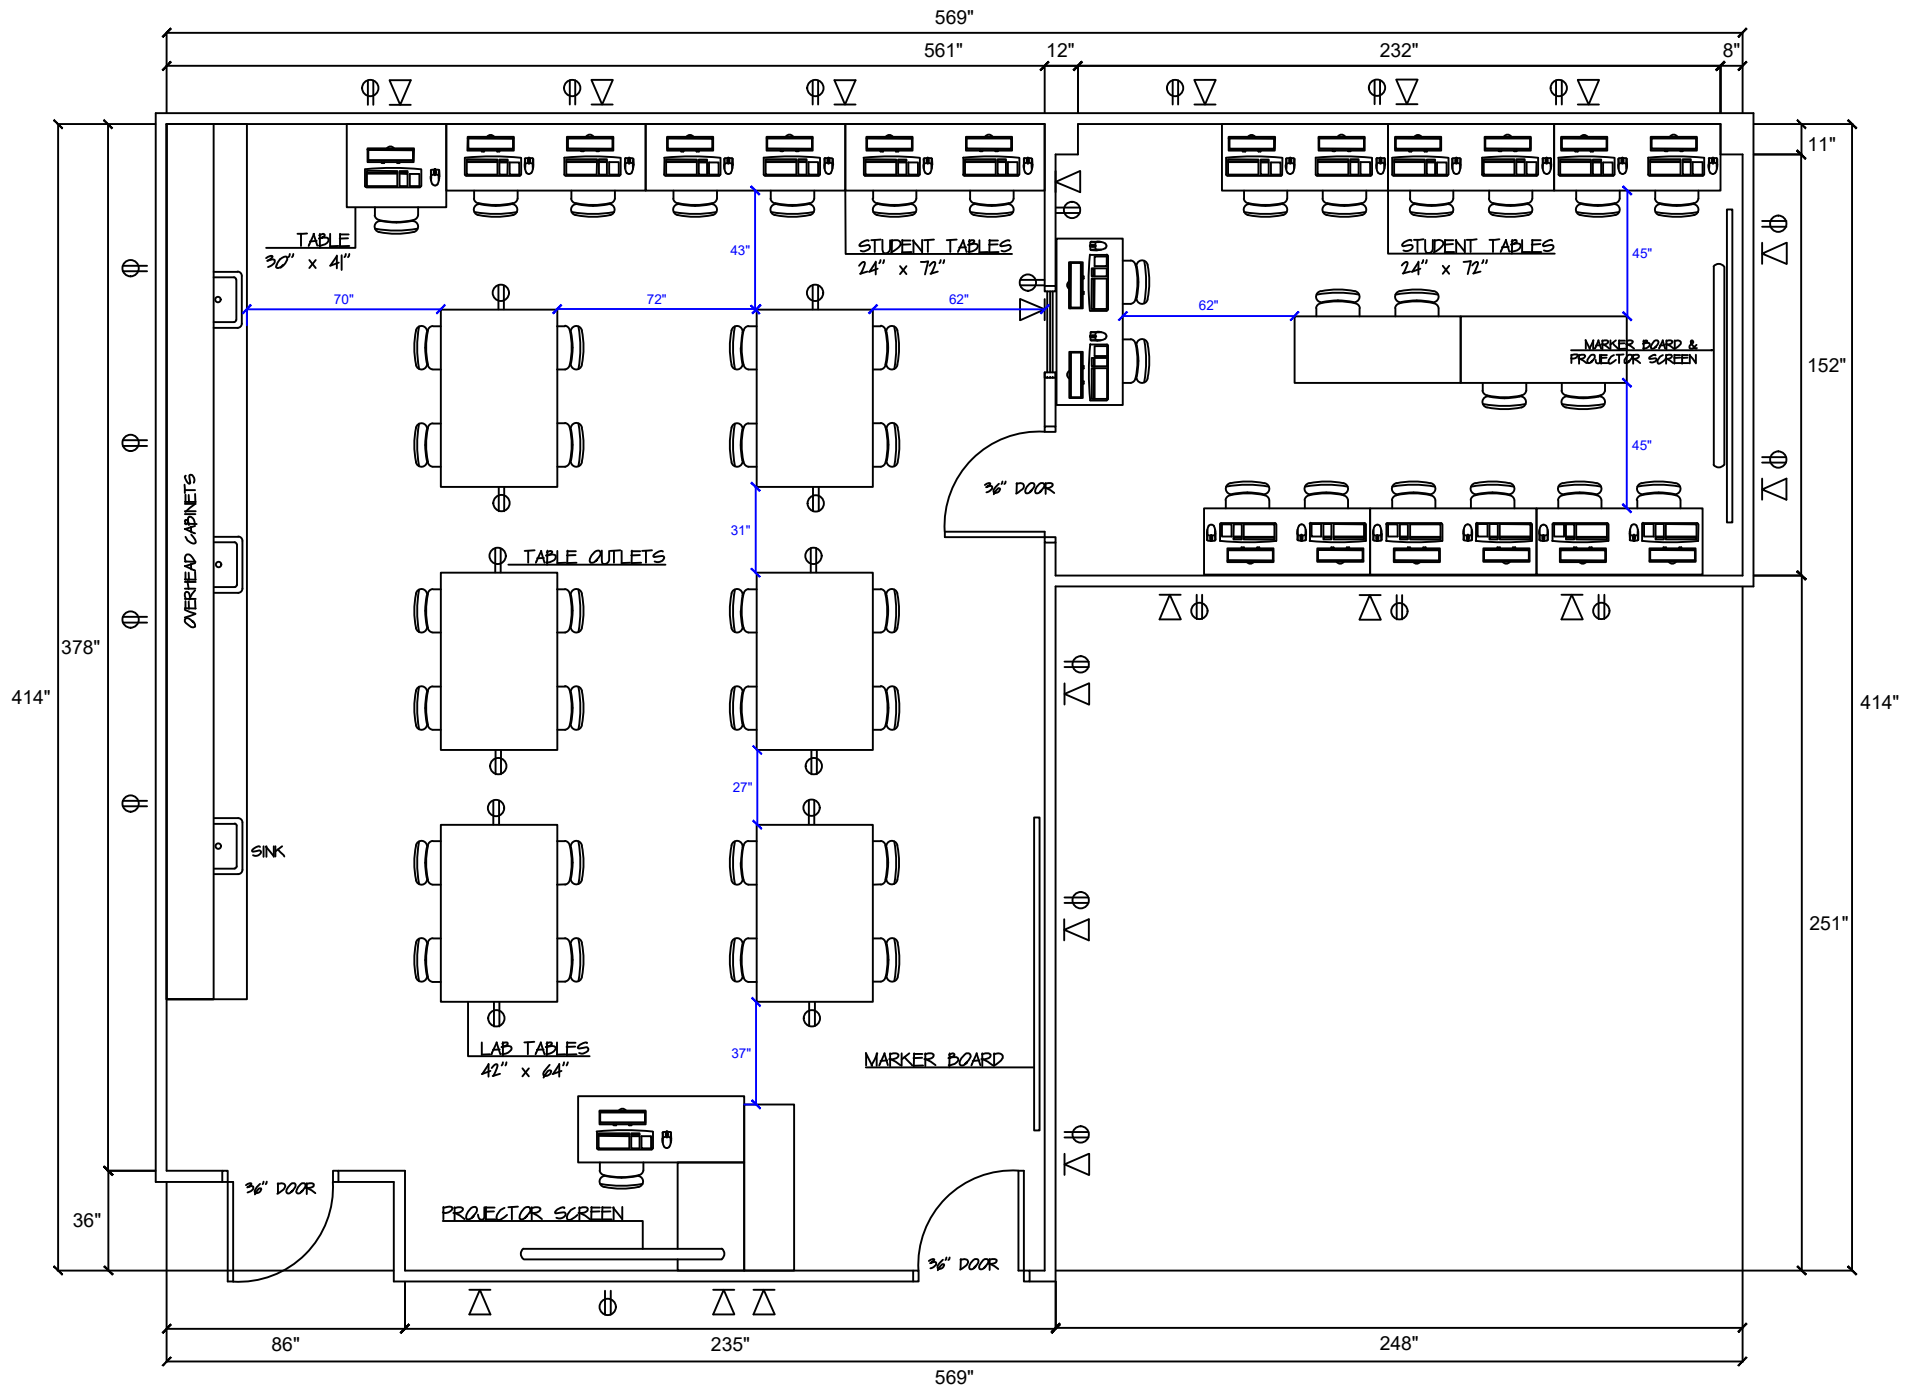 569"
561"
12"
232"
8"
11"
TABLE
30" x 41"
43"
STUDENT TABLES
24" x 72"
STUDENT TABLES
24" x 72"
45"
70"
72"
62"
62"
MARKER BOARD &
PROJECTOR SCREEN
152"
45"
36" DOOR
OVERHEAD CABINETS
31"
TABLE OUTLETS
378"
414"
414"
27"
SINK
251"
LAB TABLES
42" x 64"
37"
MARKER BOARD
36" DOOR
36"
PROJECTOR SCREEN
36" DOOR
86"
235"
248"
569"